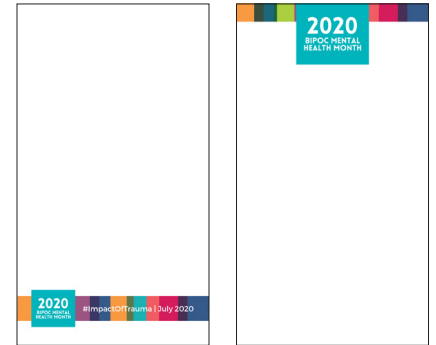 2020
BIPOC MENTAL
HEALTH MONTH
#ImpactOfTrauma | July 2020
2020
BIPOC MENTAL
HEALTH MONTH